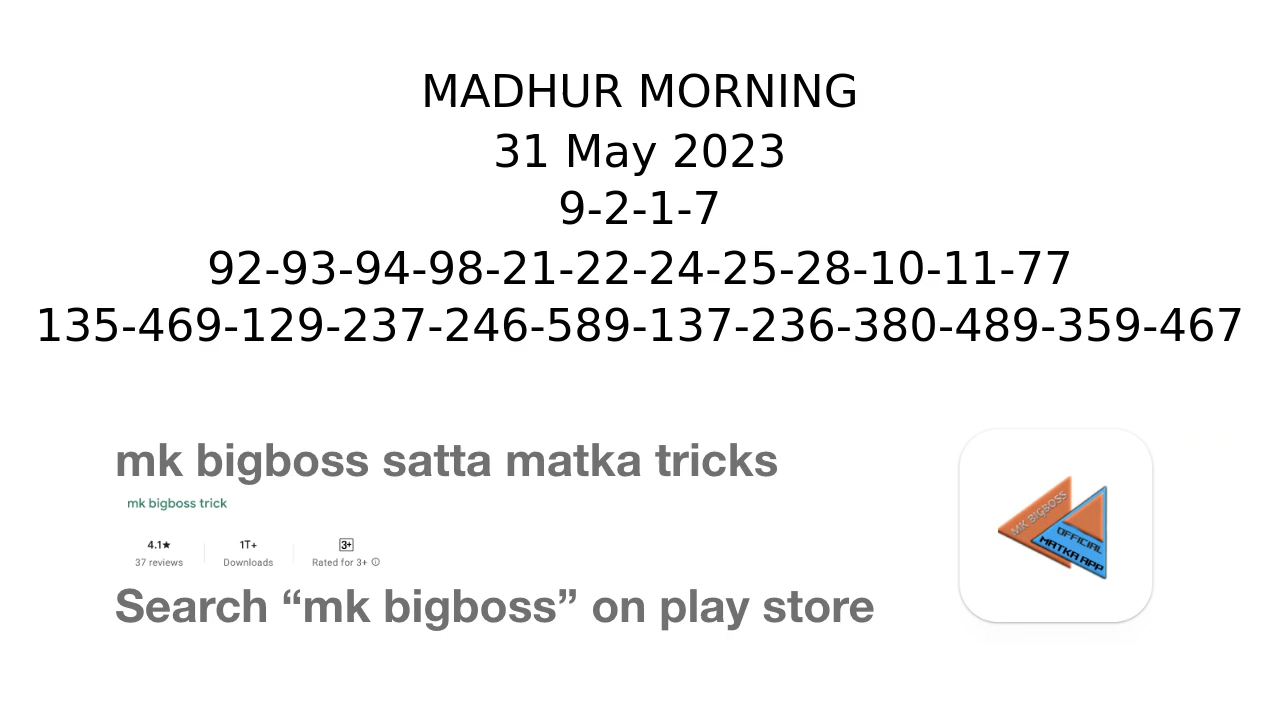 MADHUR MORNING
31 May 2023
9-2-1-7
92-93-94-98-21-22-24-25-28-10-11-77
135-469-129-237-246-589-137-236-380-489-359-467
mk bigboss satta matka tricks
mk bigboss trick
4.1★ 1T+ 3+
37 reviews Downloads Rated for 3+
Search “mk bigboss” on play store
MK BIGBOSS
OFFICIAL
MATKA APP